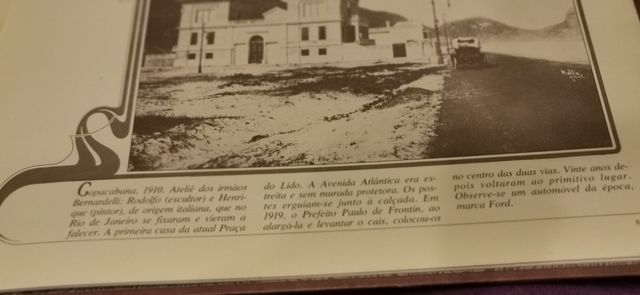 Malta
Copacabana, 1910. Ateliê dos irmãos
Bernardelli: Rodolfo (escultor) e Henri-
que (pintor), de origem italiana, que no
Rio de Janeiro se fixaram e vieram a
falecer. A primeira casa da atual Praça
do Lido. A Avenida Atlântica era es-
treita e sem murada protetora. Os pos-
tes erguiam-se junto à calçada. Em
1919, o Prefeito Paulo de Frontin, ao
alargá-la e levantar o cais, colocou-os
no centro das duas vias. Vinte anos de-
pois voltaram ao primitivo lugar.
Observe-se um automóvel da época,
marca Ford.